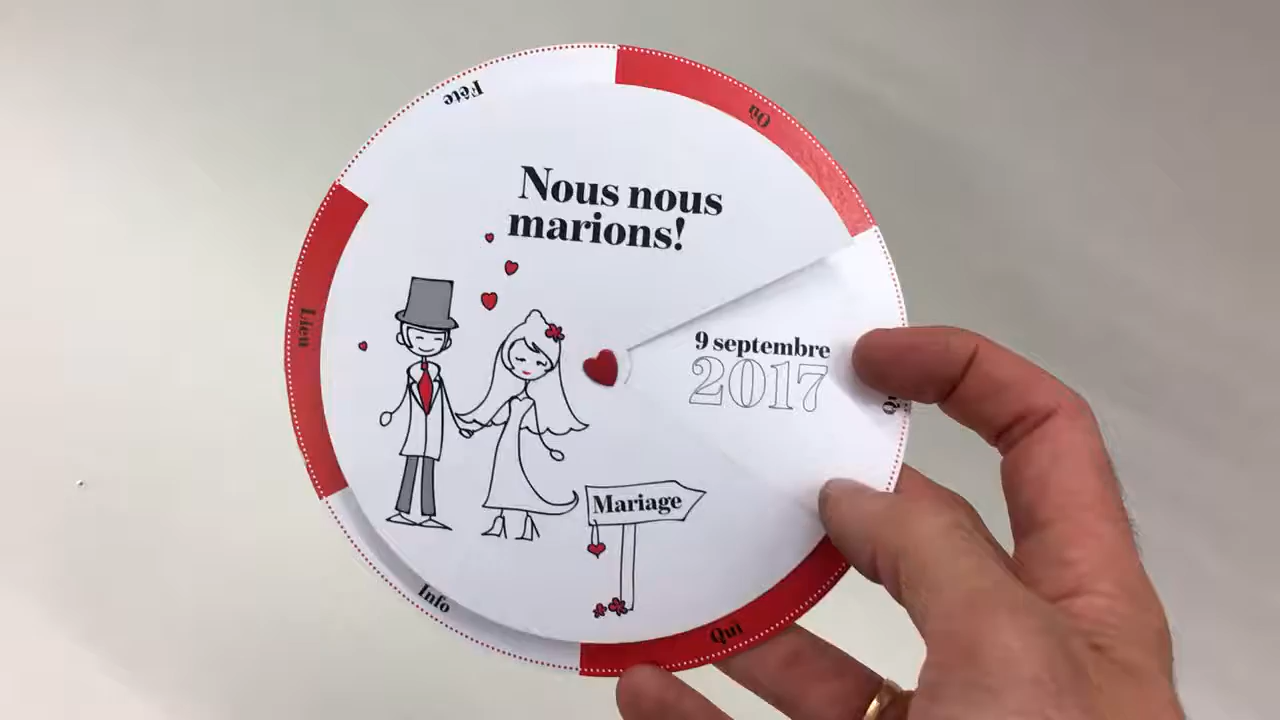 Fête
Où
Nous nous
marions!
Lieu
9 septembre
2017
Mariage
Info
Qui